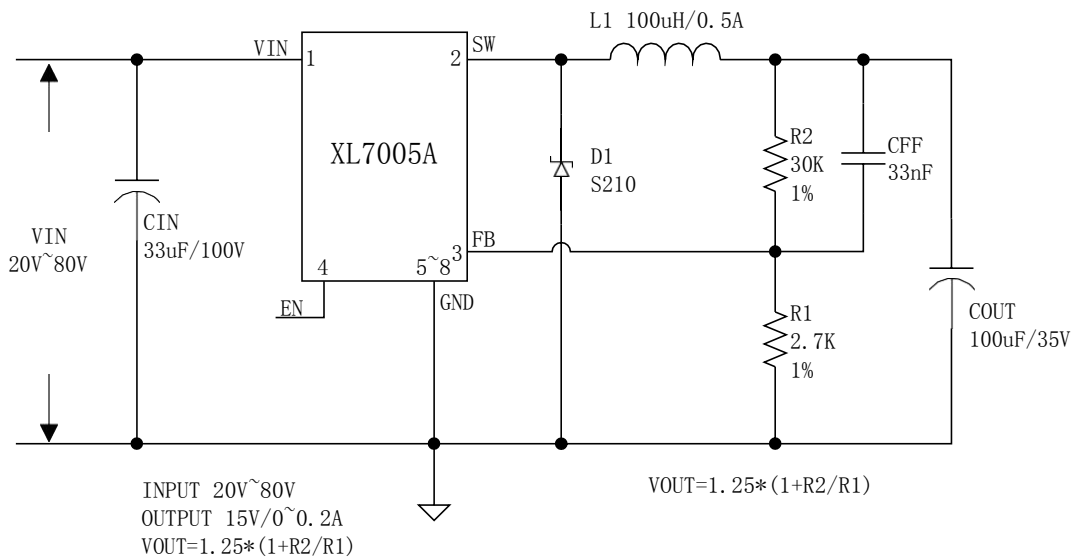 L1 100uH/0.5A
VIN
1
2
SW
XL7005A
D1
S210
R2
30K
1%
CFF
33nF
CIN
33uF/100V
VIN
20V~80V
3
FB
4
5~8
EN
GND
R1
2.7K
1%
COUT
100uF/35V
INPUT 20V~80V
OUTPUT 15V/0~0.2A
VOUT=1.25*(1+R2/R1)
VOUT=1.25*(1+R2/R1)